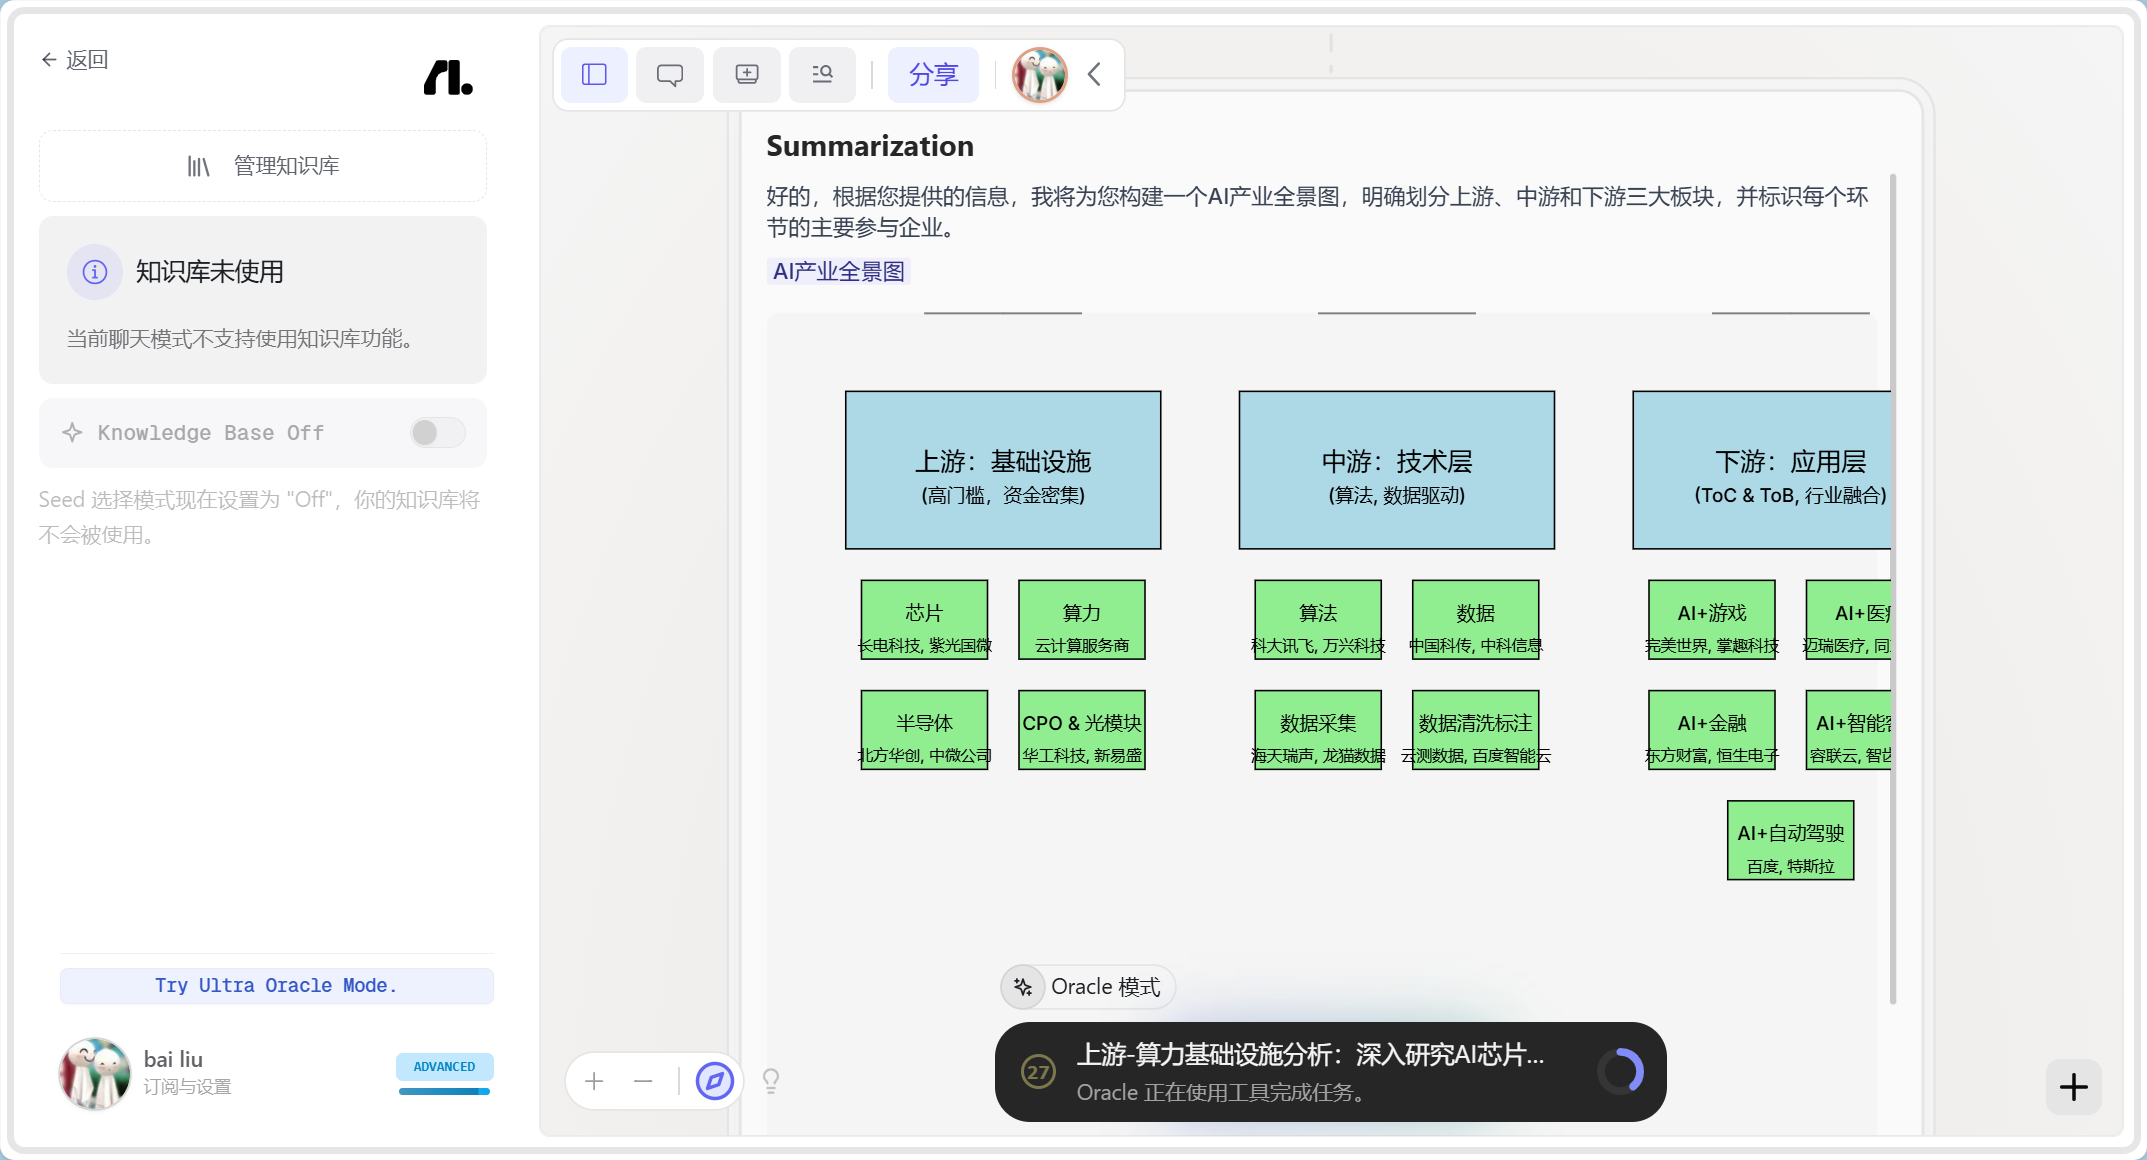 返回
管理知识库
知识库未使用
当前聊天模式不支持使用知识库功能。
Knowledge Base Off
Seed 选择模式现在设置为 "Off"，你的知识库将
不会被使用。
Try Ultra Oracle Mode.
bai liu
订阅与设置
ADVANCED
分享
Summarization
好的，根据您提供的信息，我将为您构建一个AI产业全景图，明确划分上游、中游和下游三大板块，并标识每个环
节的主要参与企业。
AI产业全景图
上游：基础设施
(高门槛，资金密集)
中游：技术层
(算法, 数据驱动)
下游：应用层
(ToC & ToB, 行业融合)
芯片
长电科技, 紫光国微
算力
云计算服务商
算法
科大讯飞, 万兴科技
数据
中国科传, 中科信息
AI+游戏
完美世界, 掌趣科技
AI+医
迈瑞医疗, 同
半导体
北方华创, 中微公司
CPO & 光模块
华工科技, 新易盛
数据采集
海天瑞声, 龙猫数据
数据清洗标注
云测数据, 百度智能云
AI+金融
东方财富, 恒生电子
AI+智能
容联云, 智
AI+自动驾驶
百度, 特斯拉
Oracle 模式
27
上游-算力基础设施分析：深入研究AI芯片...
Oracle 正在使用工具完成任务。